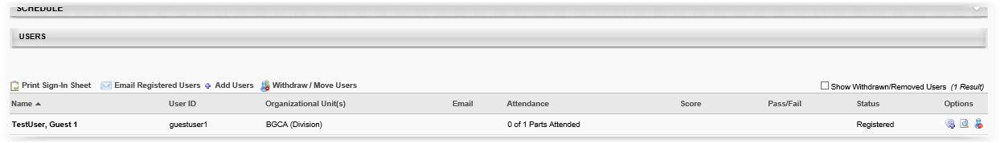 SCHEDULE
USERS
Print Sign-In Sheet Email Registered Users Add Users Withdraw / Move Users Show Withdrawn/Removed Users (1 Result)
Name User ID Organizational Unit(s) Email Attendance Score Pass/Fail Status Options
TestUser, Guest 1 guestuser1 BGCA (Division) 0 of 1 Parts Attended Registered